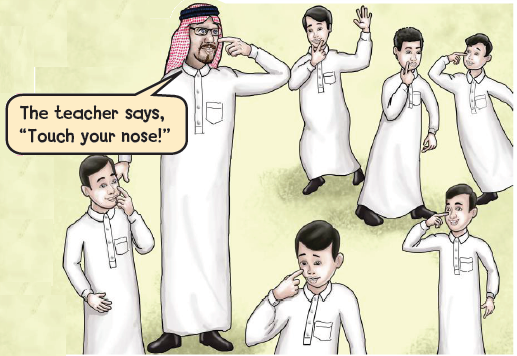 The teacher says,
“Touch your nose!”